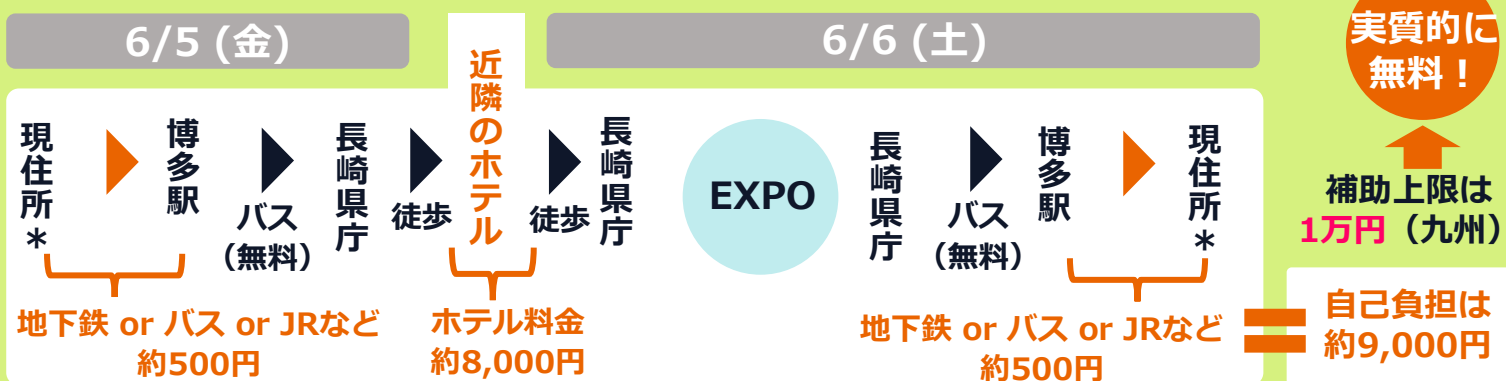 6/5 (金)
近隣のホテル
6/6 (土)
実質的に
無料！
現住所＊
博多駅
バス
（無料）
長崎県庁
徒歩
徒歩
長崎県庁
EXPO
長崎県庁
バス
（無料）
博多駅
現住所＊
補助上限は
1万円（九州）
地下鉄 or バス or JRなど
約500円
ホテル料金
約8,000円
地下鉄 or バス or JRなど
約500円
自己負担は
約9,000円